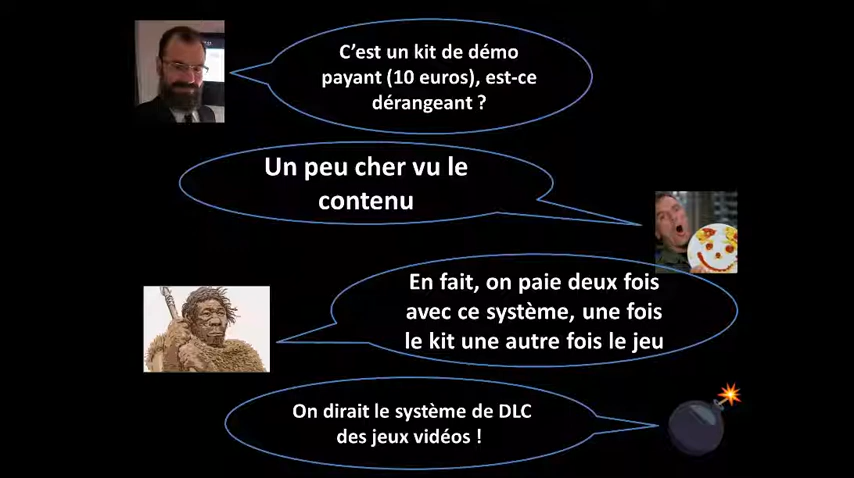 C’est un kit de démo
payant (10 euros), est-ce
dérangeant ?
Un peu cher vu le
contenu
En fait, on paie deux fois
avec ce système, une fois
le kit une autre fois le jeu
On dirait le système de DLC
des jeux vidéos !